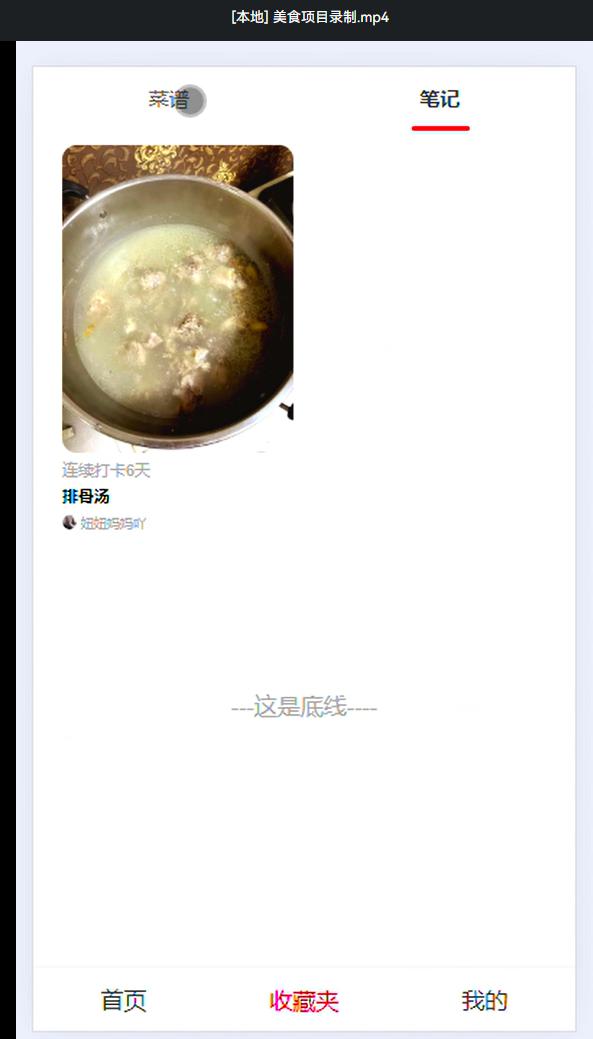 [本地] 美食项目录制.mp4
菜谱
笔记
连续打卡6天
排母汤
妞妞妈妈吖
---这是底线----
首页
收藏夹
我的